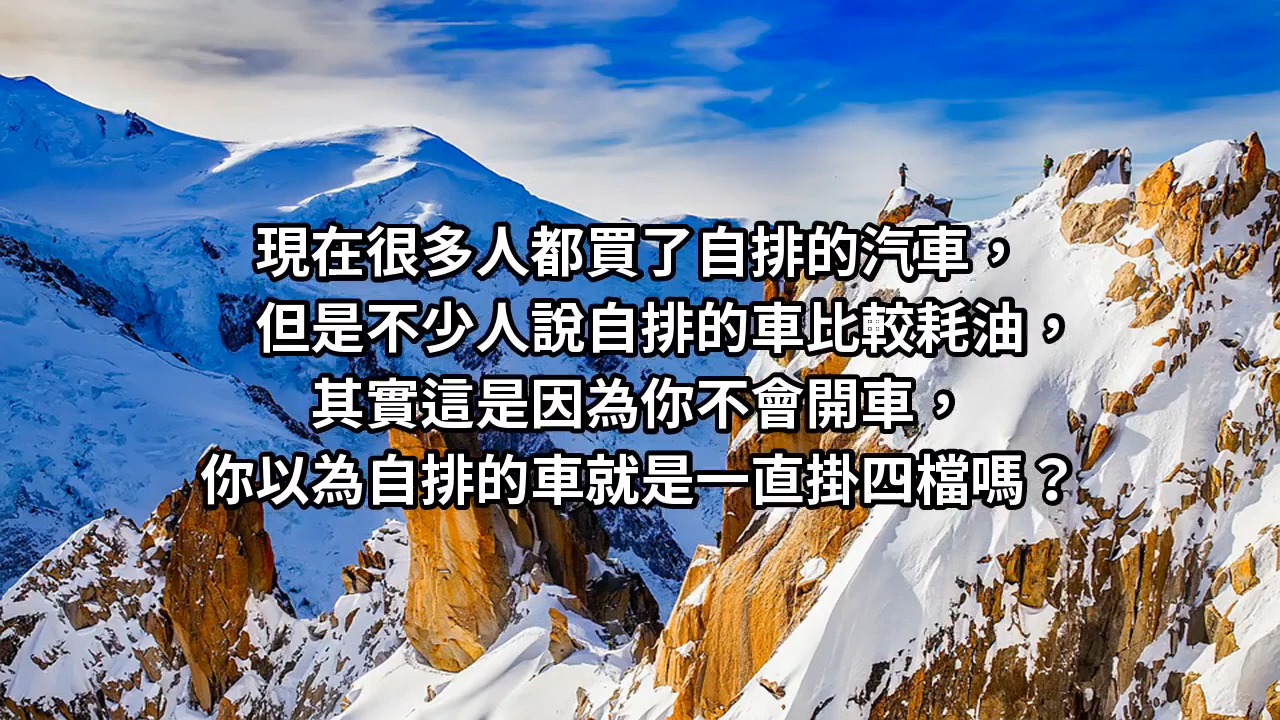 現在很多人都買了自排的汽車，
但是不少人說自排的車比較耗油，
其實這是因為你不會開車，
你以為自排的車就是一直掛四檔嗎？